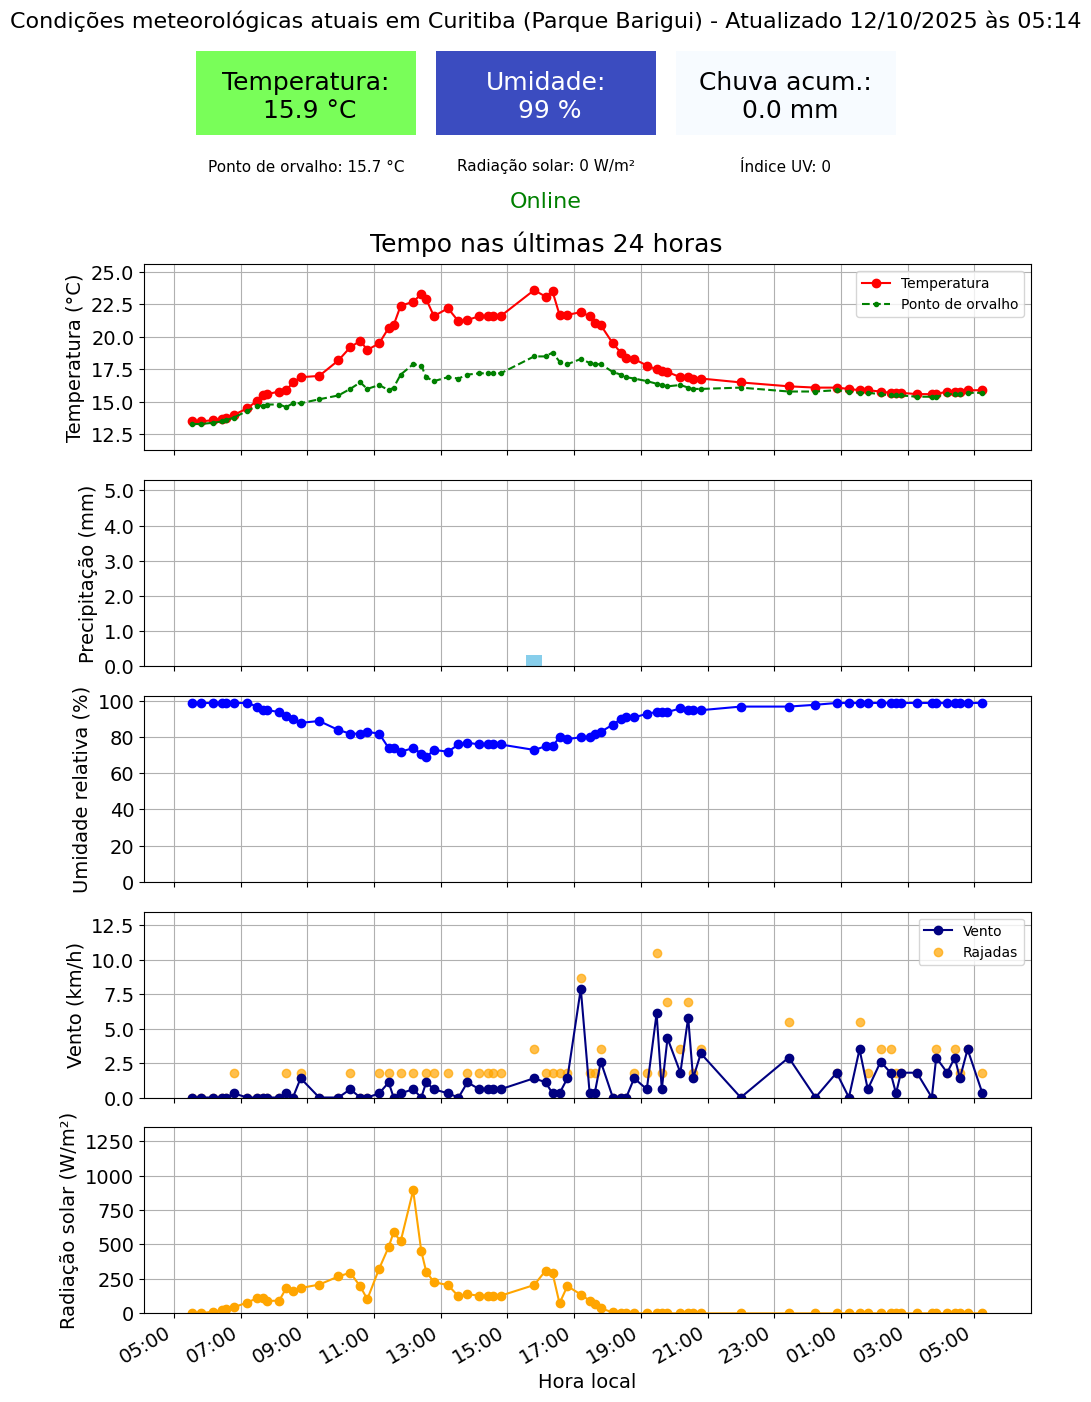 Condições meteorológicas atuais em Curitiba (Parque Barigui) - Atualizado 12/10/2025 às 05:14
Temperatura:
15.9 °C
Umidade:
99 %
Chuva acum.:
0.0 mm
Ponto de orvalho: 15.7 °C
Radiação solar: 0 W/m²
Índice UV: 0
Online
Tempo nas últimas 24 horas
Temperatura (°C)
25.0
22.5
20.0
17.5
15.0
12.5
Temperatura
Ponto de orvalho
Precipitação (mm)
5.0
4.0
3.0
2.0
1.0
0.0
Umidade relativa (%)
100
80
60
40
20
0
Vento (km/h)
12.5
10.0
7.5
5.0
2.5
0.0
Vento
Rajadas
Radiação solar (W/m²)
1250
1000
750
500
250
0
05:00
07:00
09:00
11:00
13:00
15:00
17:00
19:00
21:00
23:00
01:00
03:00
05:00
Hora local